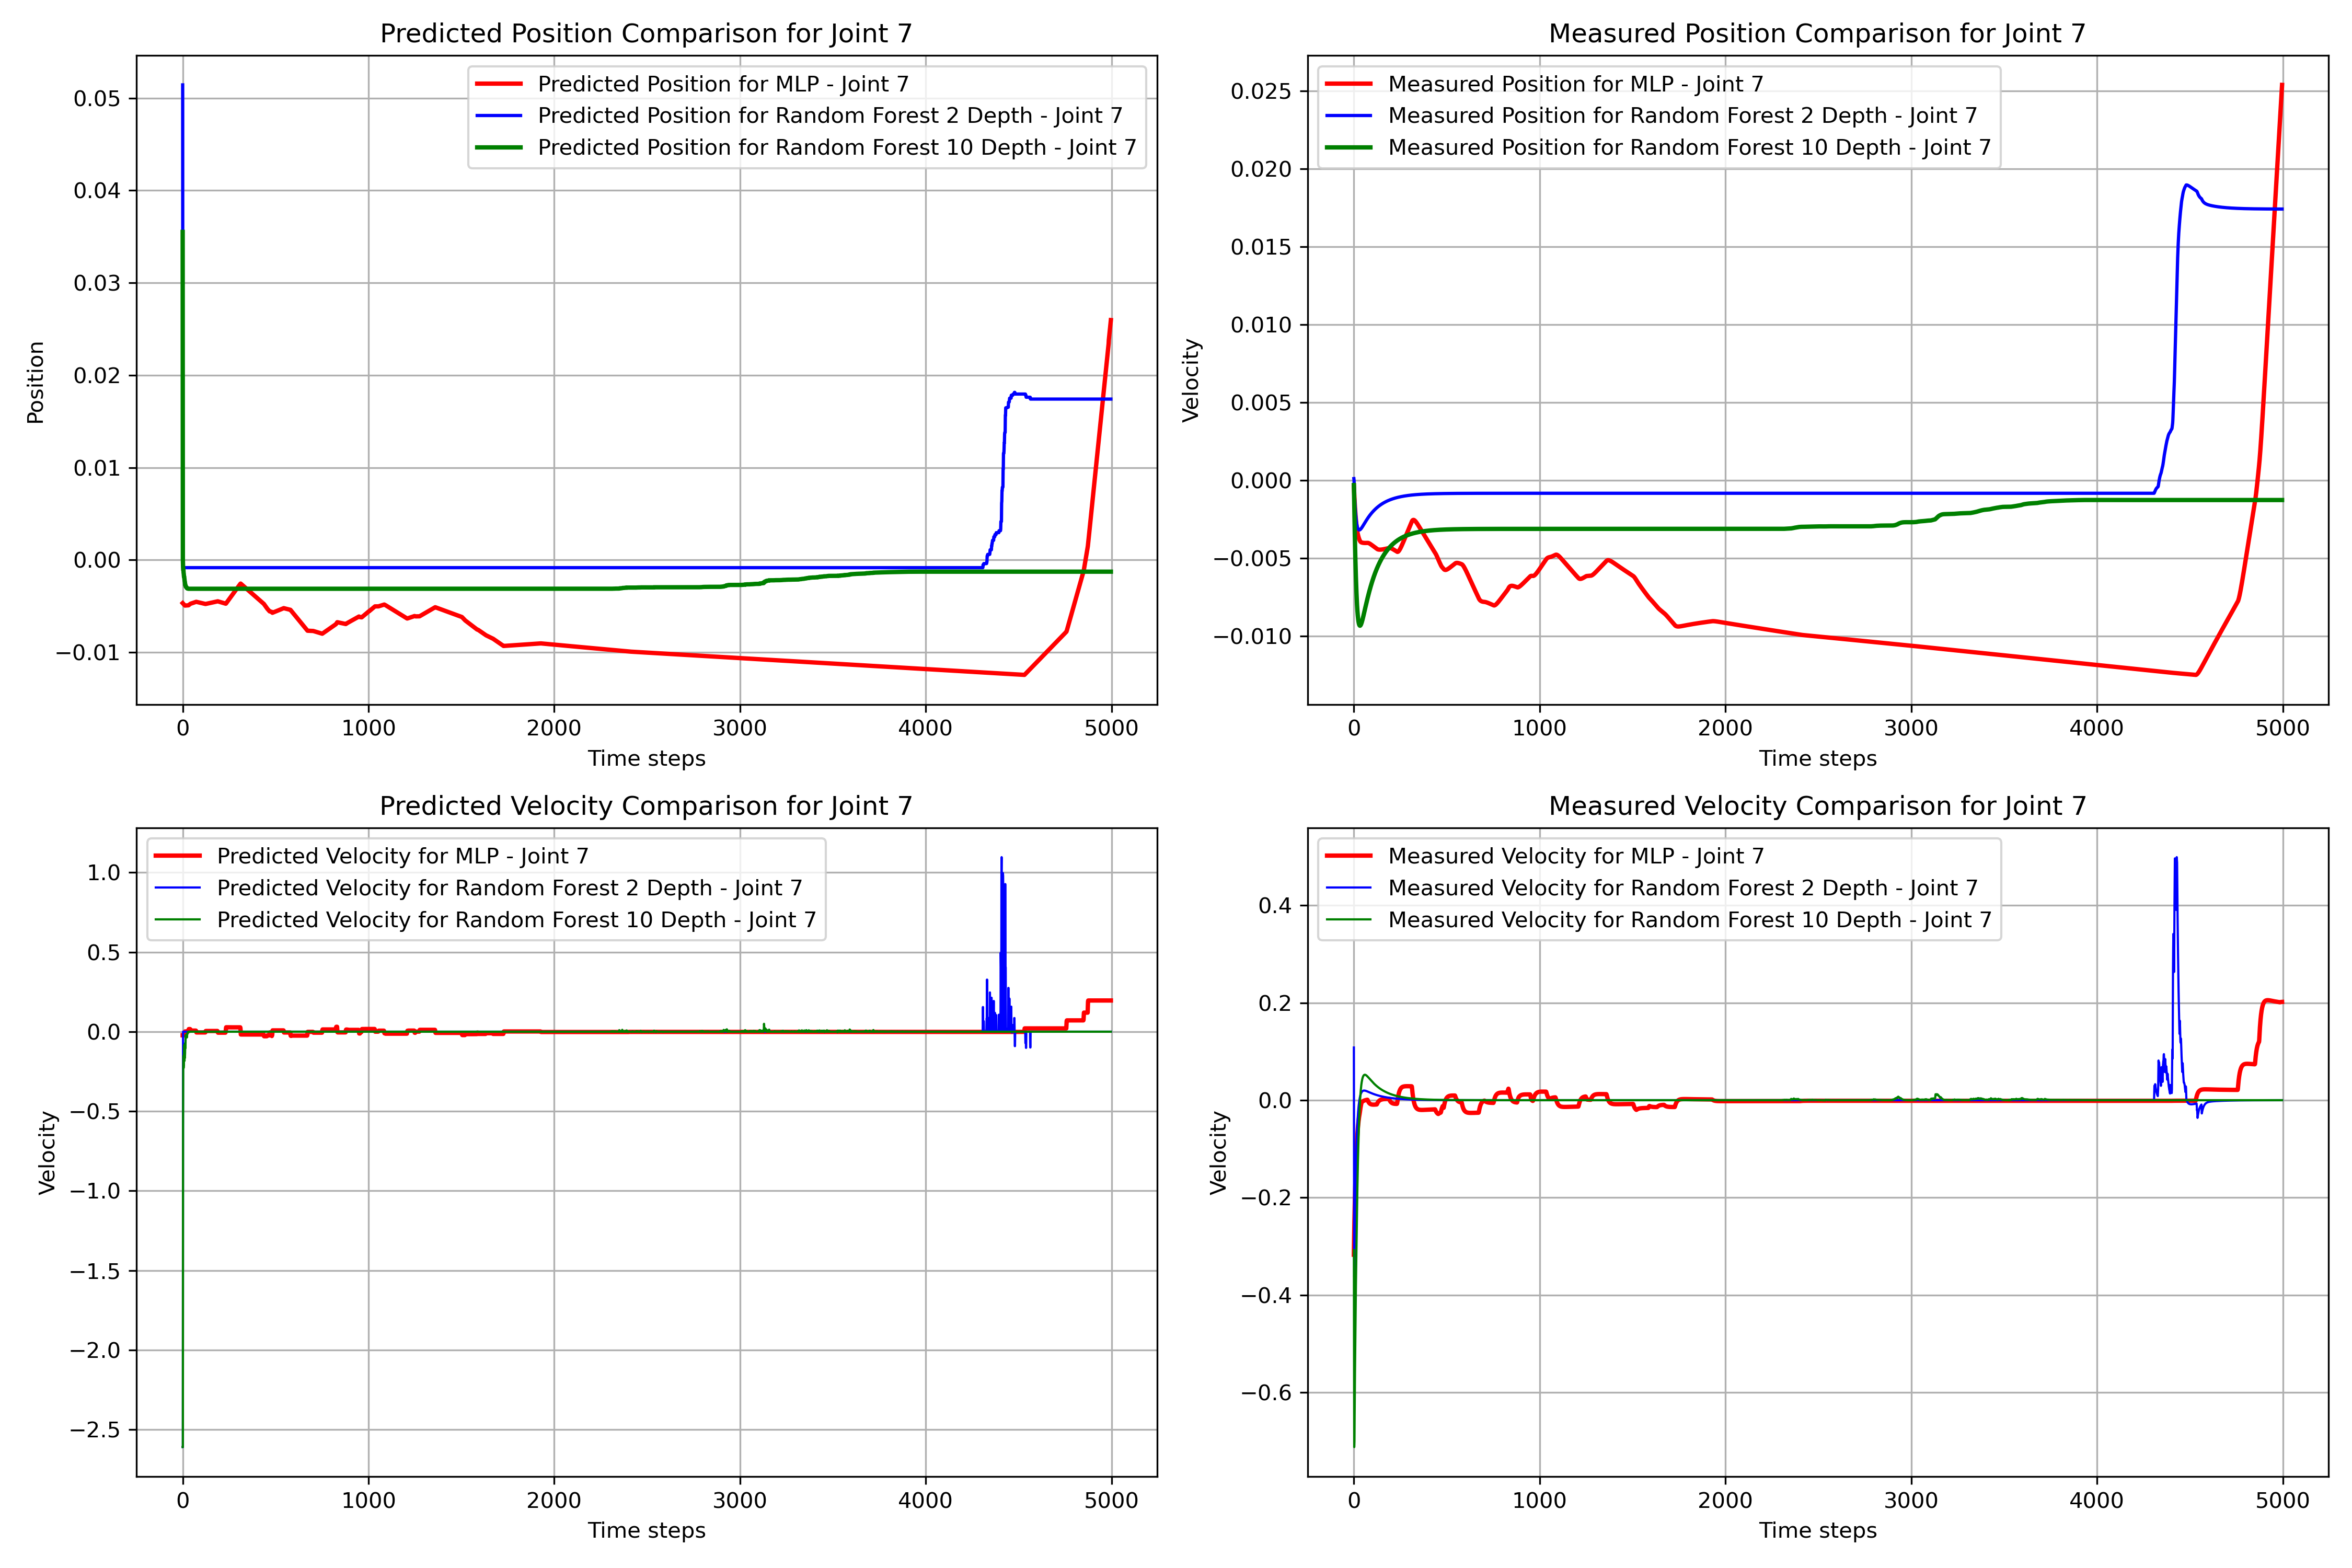 Predicted Position Comparison for Joint 7
Predicted Position for MLP - Joint 7
Predicted Position for Random Forest 2 Depth - Joint 7
Predicted Position for Random Forest 10 Depth - Joint 7
Position
0.05
0.04
0.03
0.02
0.01
0.00
−0.01
0 1000 2000 3000 4000 5000
Time steps
Measured Position Comparison for Joint 7
Measured Position for MLP - Joint 7
Measured Position for Random Forest 2 Depth - Joint 7
Measured Position for Random Forest 10 Depth - Joint 7
Velocity
0.025
0.020
0.015
0.010
0.005
0.000
−0.005
−0.010
0 1000 2000 3000 4000 5000
Time steps
Predicted Velocity Comparison for Joint 7
Predicted Velocity for MLP - Joint 7
Predicted Velocity for Random Forest 2 Depth - Joint 7
Predicted Velocity for Random Forest 10 Depth - Joint 7
Velocity
1.0
0.5
0.0
−0.5
−1.0
−1.5
−2.0
−2.5
0 1000 2000 3000 4000 5000
Time steps
Measured Velocity Comparison for Joint 7
Measured Velocity for MLP - Joint 7
Measured Velocity for Random Forest 2 Depth - Joint 7
Measured Velocity for Random Forest 10 Depth - Joint 7
Velocity
0.4
0.2
0.0
−0.2
−0.4
−0.6
0 1000 2000 3000 4000 5000
Time steps